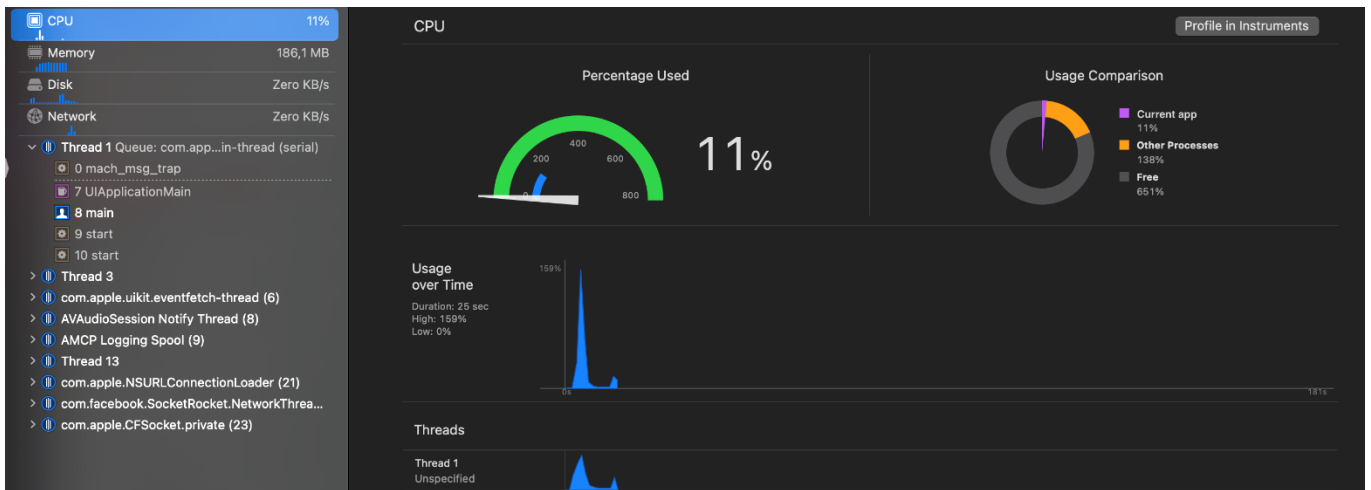 CPU 11%
Memory 186,1 MB
Disk Zero KB/s
Network Zero KB/s
Thread 1 Queue: com.app...in-thread (serial)
0 mach_msg_trap
7 UIApplicationMain
8 main
9 start
10 start
Thread 3
com.apple.uikit.eventfetch-thread (6)
AVAudioSession Notify Thread (8)
AMCP Logging Spool (9)
Thread 13
com.apple.NSURLConnectionLoader (21)
com.facebook.SocketRocket.NetworkThrea...
com.apple.CFSocket.private (23)
CPU
Profile in Instruments
Percentage Used
0
200
400
600
800
11%
Usage Comparison
Current app
11%
Other Processes
138%
Free
651%
Usage
over Time
Duration: 25 sec
High: 159%
Low: 0%
159%
0s
181s
Threads
Thread 1
Unspecified